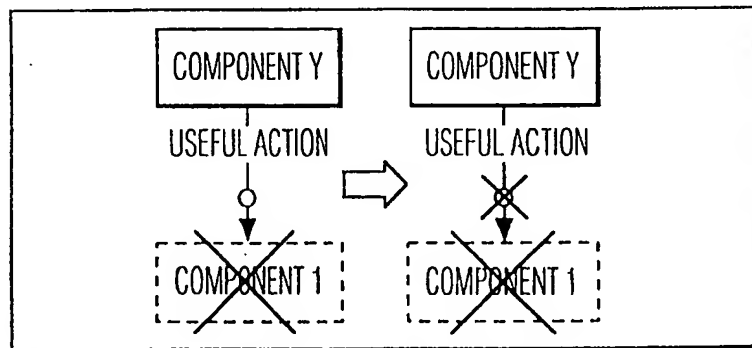 COMPONENT Y COMPONENT Y
USEFUL ACTION USEFUL ACTION
COMPONENT 1 COMPONENT 1